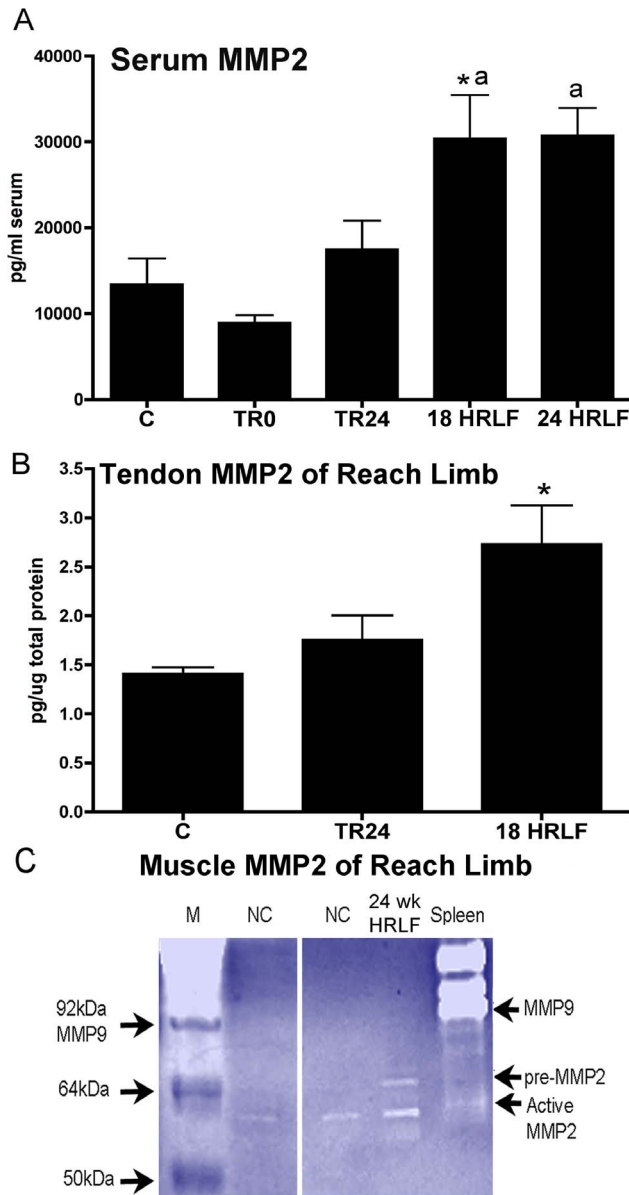 A
Serum MMP2
pg/ml serum
40000
30000
20000
10000
0
* a
a
C TR0 TR24 18 HRLF 24 HRLF
B
Tendon MMP2 of Reach Limb
pg/ug total protein
3.5
3.0
2.5
2.0
1.5
1.0
0.5
0.0
*
C TR24 18 HRLF
C
Muscle MMP2 of Reach Limb
M NC NC 24 wk HRLF Spleen
92kDa
MMP9
64kDa
50kDa
MMP9
pre-MMP2
Active
MMP2